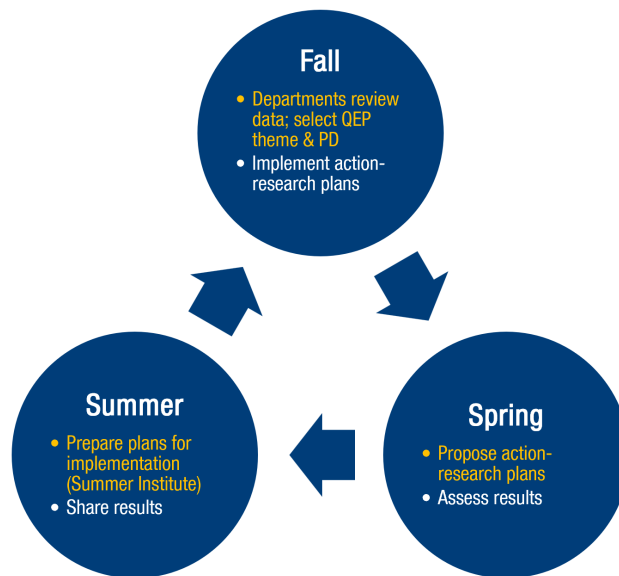 Fall
• Departments review
data; select QEP
theme & PD
• Implement action-
research plans
Spring
• Propose action-
research plans
• Assess results
Summer
• Prepare plans for
implementation
(Summer Institute)
• Share results